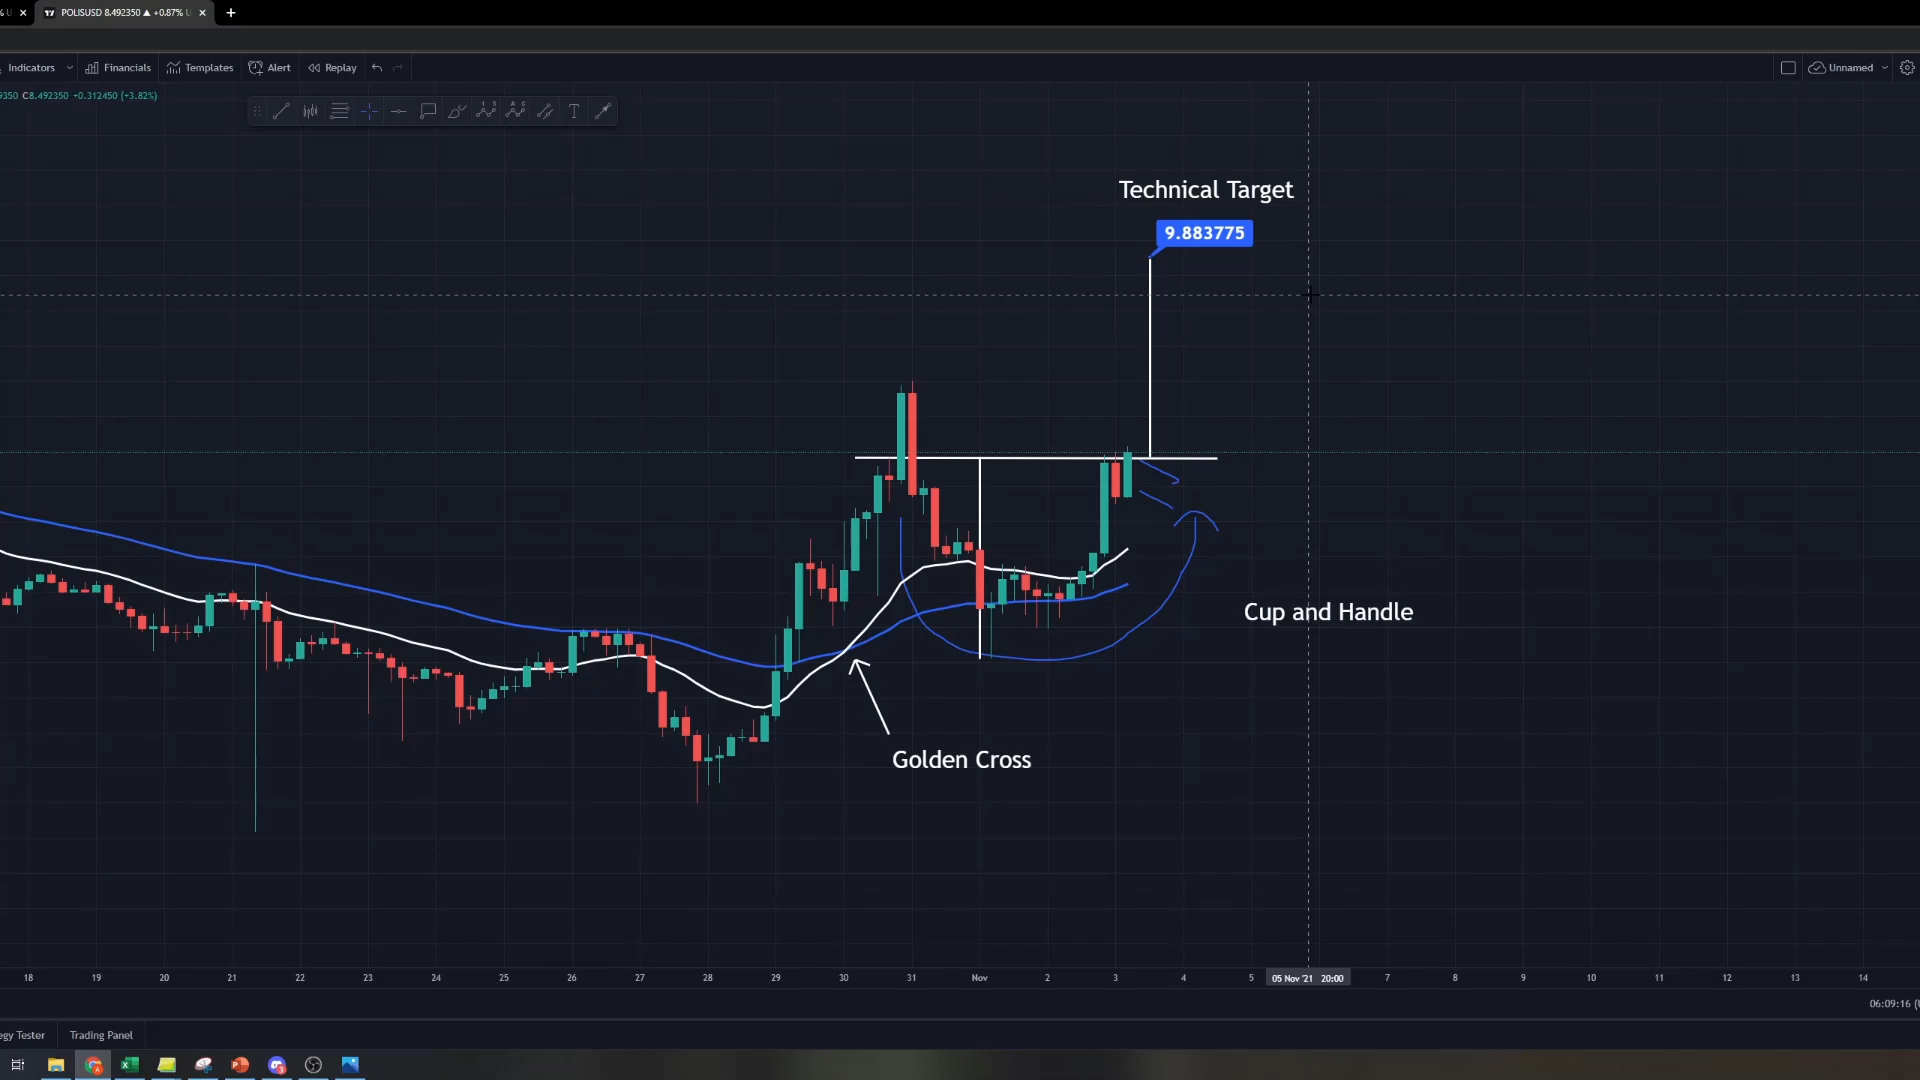 % U
POLISUSD 8.492350 ▲ +0.87% U
Indicators
Financials
Templates
Alert
Replay
Unnamed
9350 C8.492350 +0.312450 (+3.82%)
Technical Target
9.883775
Cup and Handle
Golden Cross
18 19 20 21 22 23 24 25 26 27 28 29 30 31 Nov 2 3 4 5 05 Nov '21 20:00 7 8 9 10 11 12 13 14
06:09:16 (U
egy Tester
Trading Panel